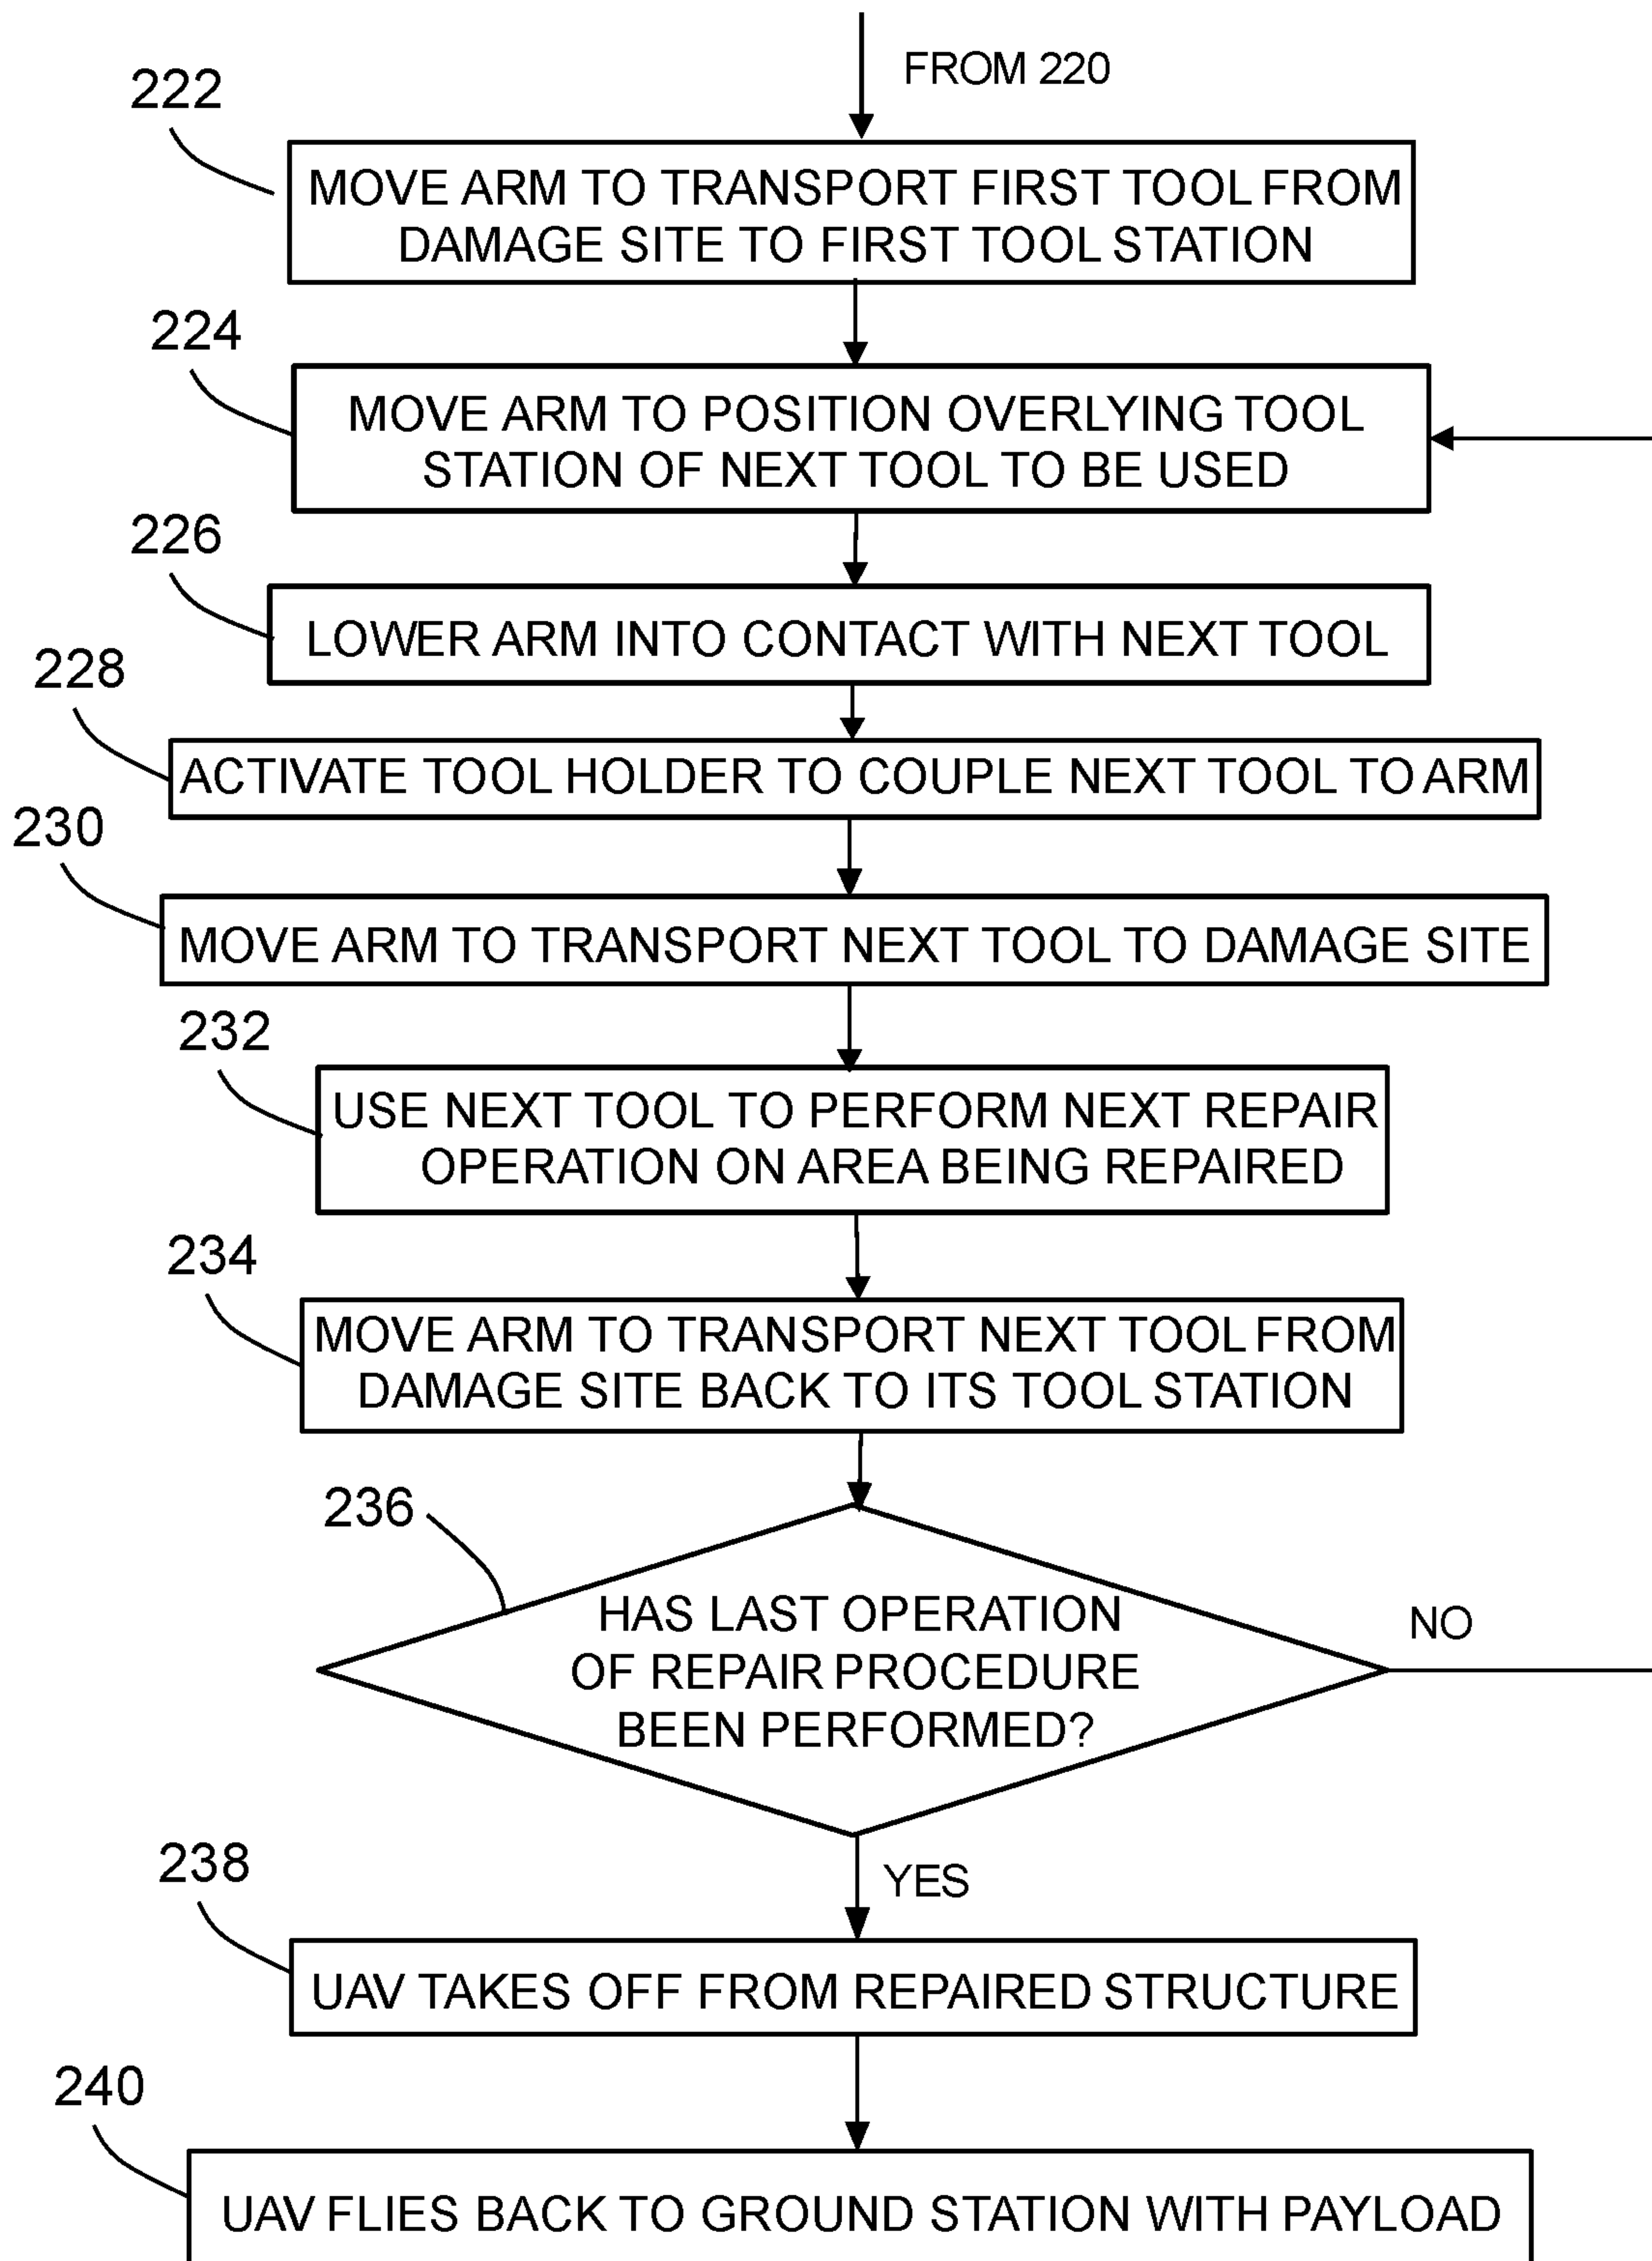 FROM 220
222
MOVE ARM TO TRANSPORT FIRST TOOL FROM
DAMAGE SITE TO FIRST TOOL STATION
224
MOVE ARM TO POSITION OVERLYING TOOL
STATION OF NEXT TOOL TO BE USED
226
LOWER ARM INTO CONTACT WITH NEXT TOOL
228
ACTIVATE TOOL HOLDER TO COUPLE NEXT TOOL TO ARM
230
MOVE ARM TO TRANSPORT NEXT TOOL TO DAMAGE SITE
232
USE NEXT TOOL TO PERFORM NEXT REPAIR
OPERATION ON AREA BEING REPAIRED
234
MOVE ARM TO TRANSPORT NEXT TOOL FROM
DAMAGE SITE BACK TO ITS TOOL STATION
236
HAS LAST OPERATION
OF REPAIR PROCEDURE
BEEN PERFORMED?
NO
YES
238
UAV TAKES OFF FROM REPAIRED STRUCTURE
240
UAV FLIES BACK TO GROUND STATION WITH PAYLOAD